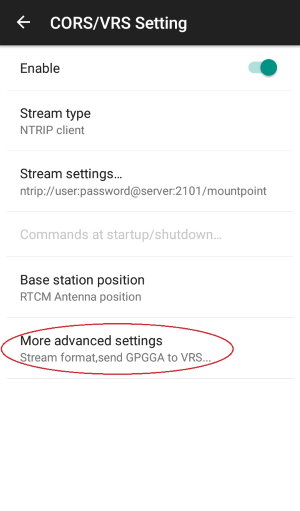 CORS/VRS Setting
Enable
Stream type
NTRIP client
Stream settings...
ntrip://user:password@server:2101/mountpoint
Commands at startup/shutdown...
Base station position
RTCM Antenna position
More advanced settings
Stream format,send GPGGA to VRS...